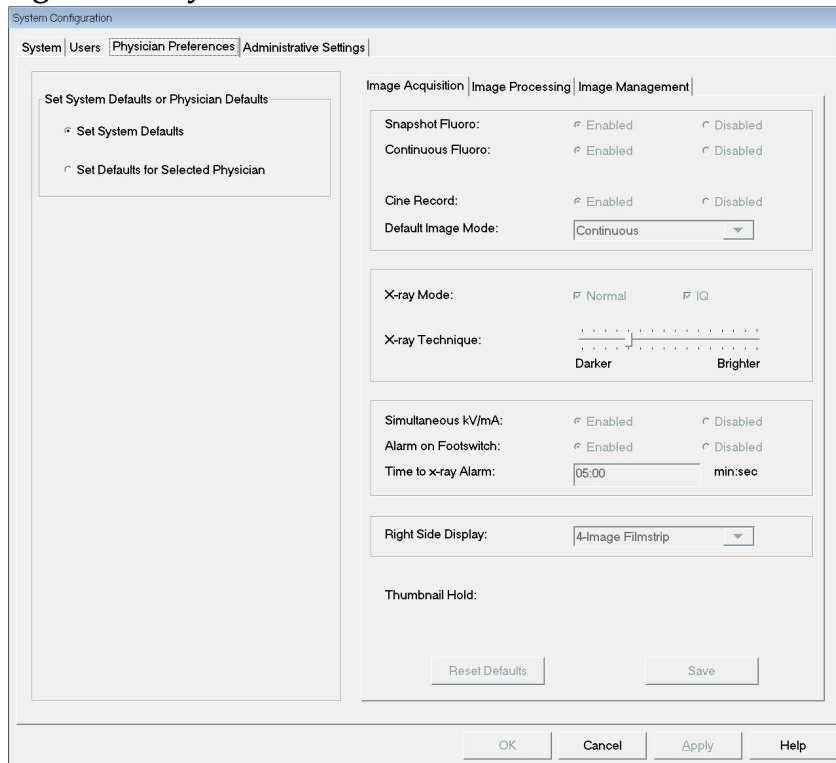 System Configuration
System Users Physician Preferences Administrative Settings
Set System Defaults or Physician Defaults
Set System Defaults
Set Defaults for Selected Physician
Image Acquisition Image Processing Image Management
Snapshot Fluoro: Enabled Disabled
Continuous Fluoro: Enabled Disabled
Cine Record: Enabled Disabled
Default Image Mode: Continuous
X-ray Mode: Normal IQ
X-ray Technique:
Darker Brighter
Simultaneous kV/mA: Enabled Disabled
Alarm on Footswitch: Enabled Disabled
Time to x-ray Alarm: 05:00 min:sec
Right Side Display: 4-Image Filmstrip
Thumbnail Hold:
Reset Defaults Save
OK Cancel Apply Help